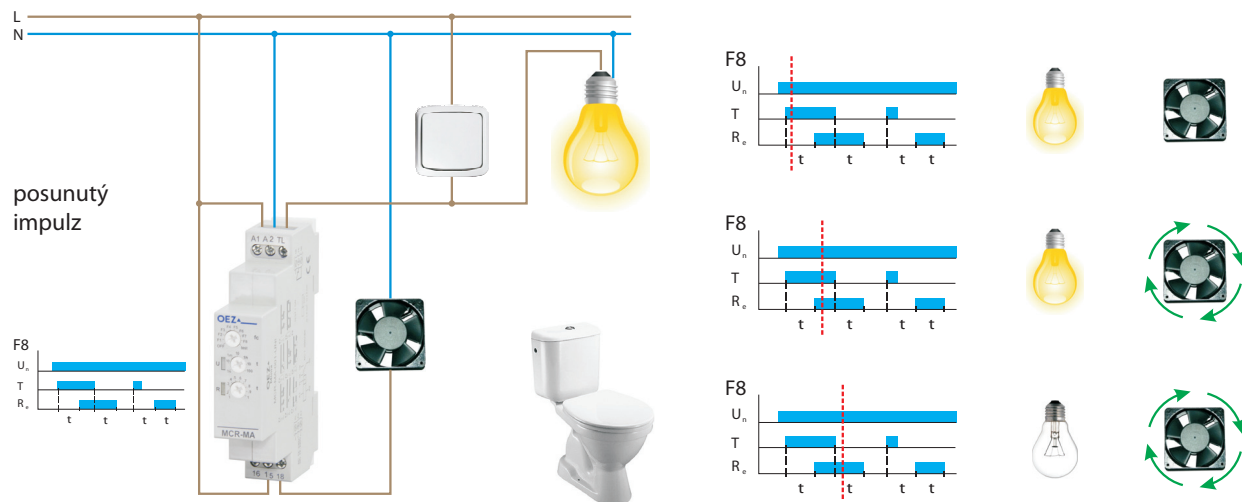 L
N
posunutý
impulz
A1 A2 TL
OEZ
MCR-MA
16 15 18
F8
Uₙ
T
Rₑ
t t t t
F8
Uₙ
T
Rₑ
t t t t
F8
Uₙ
T
Rₑ
t t t t
F8
Uₙ
T
Rₑ
t t t t